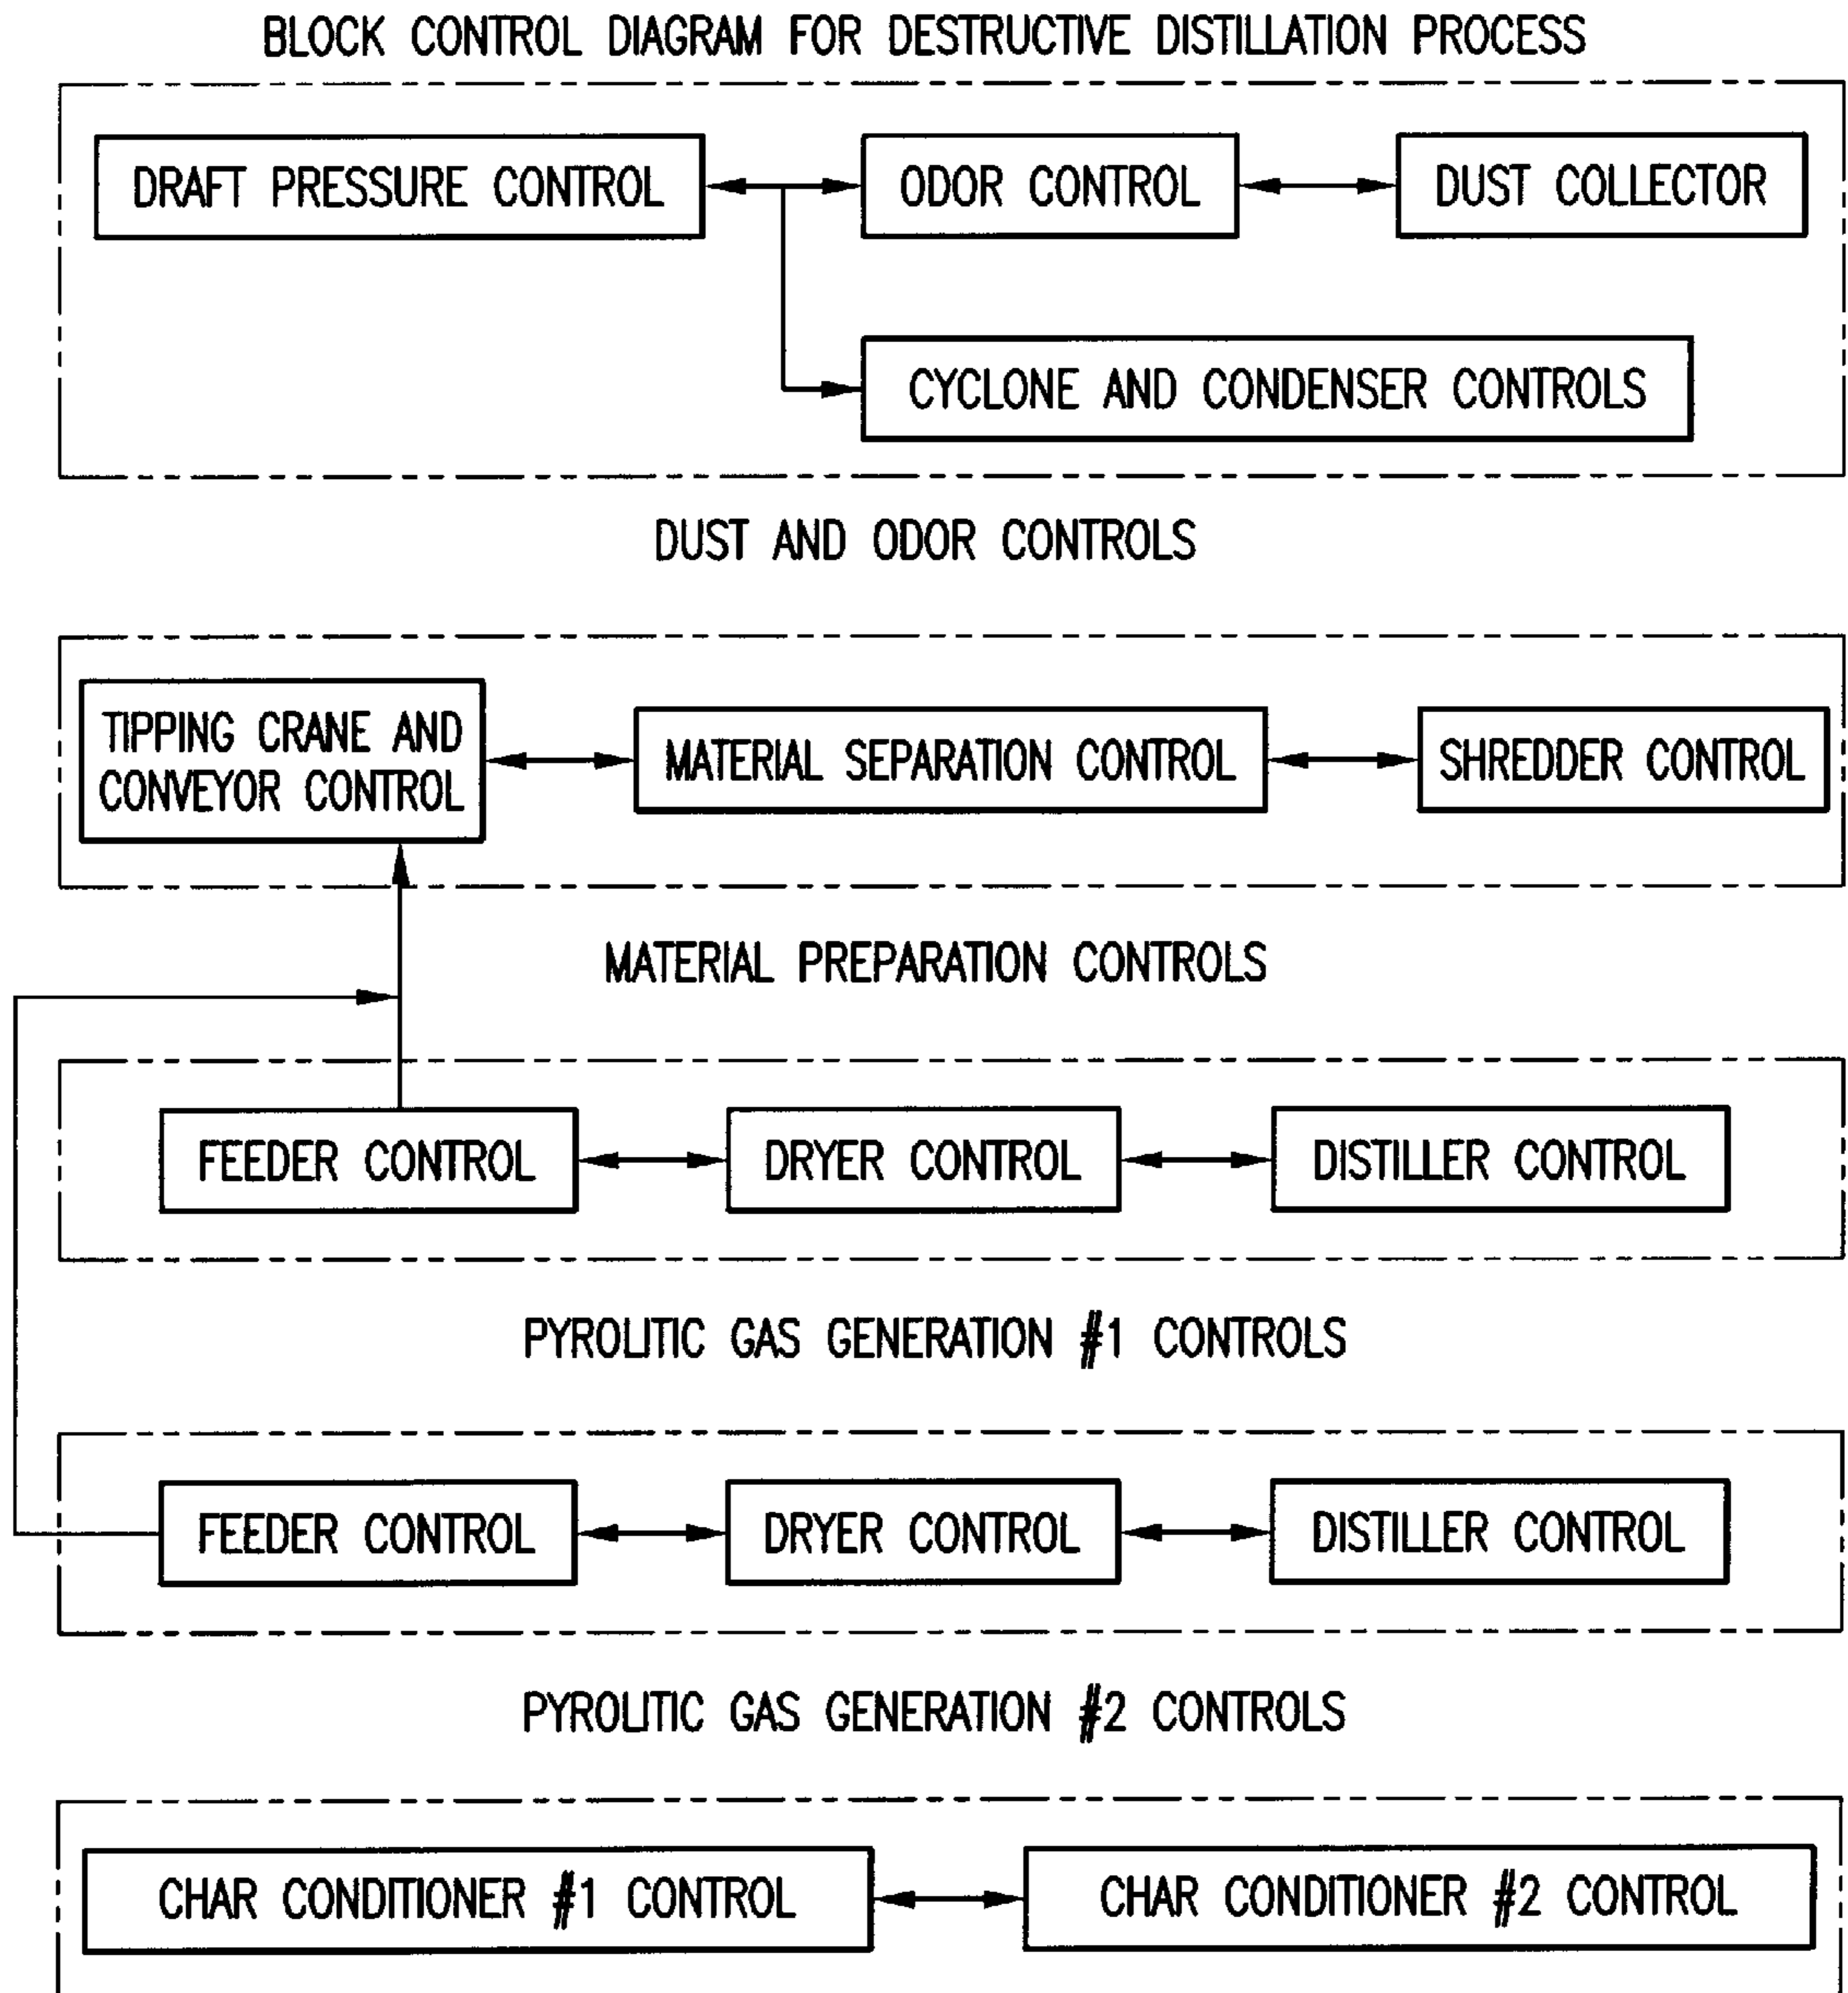 BLOCK CONTROL DIAGRAM FOR DESTRUCTIVE DISTILLATION PROCESS
DRAFT PRESSURE CONTROL
ODOR CONTROL
DUST COLLECTOR
CYCLONE AND CONDENSER CONTROLS
DUST AND ODOR CONTROLS
TIPPING CRANE AND
CONVEYOR CONTROL
MATERIAL SEPARATION CONTROL
SHREDDER CONTROL
MATERIAL PREPARATION CONTROLS
FEEDER CONTROL
DRYER CONTROL
DISTILLER CONTROL
PYROLITIC GAS GENERATION #1 CONTROLS
FEEDER CONTROL
DRYER CONTROL
DISTILLER CONTROL
PYROLITIC GAS GENERATION #2 CONTROLS
CHAR CONDITIONER #1 CONTROL
CHAR CONDITIONER #2 CONTROL